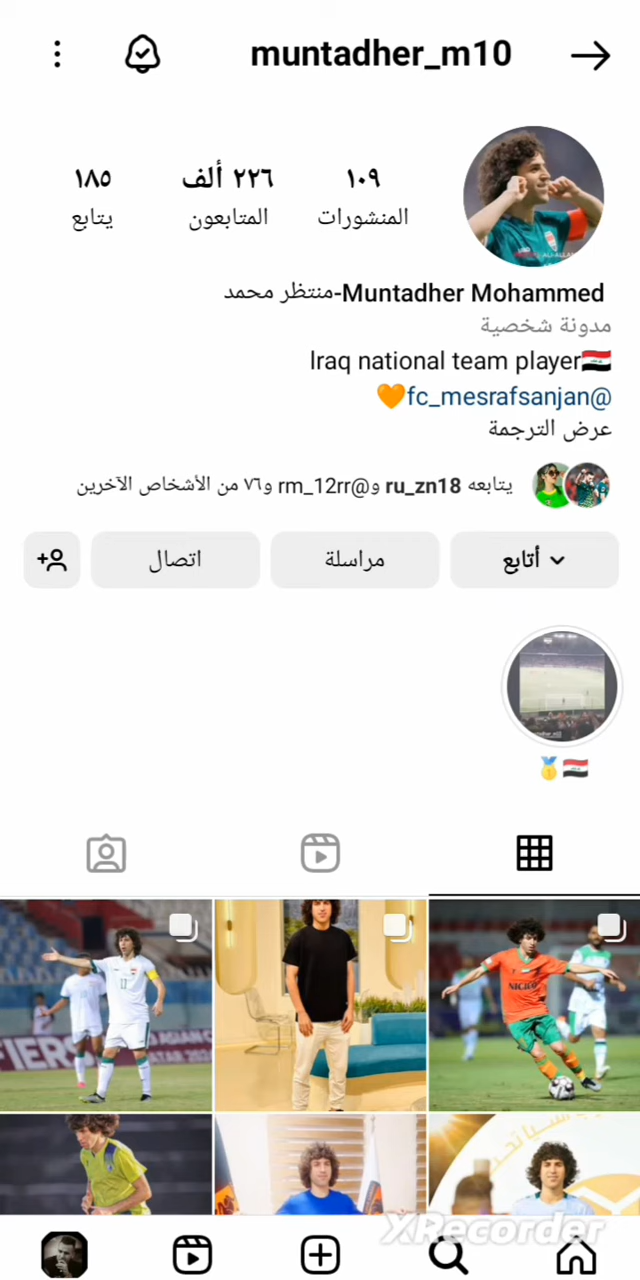 muntadher_m10
١٠٩
٢٢٦ ألف
١٨٥
المنشورات
المتابعون
يتابع
Muntadher Mohammed-منتظر محمد
مدونة شخصية
Iraq national team player🇮🇶
@fc_mesrafsanjan🧡
عرض الترجمة
يتابعه ru_zn18 و@rm_12rr و٧٦ من الأشخاص الآخرين
أتابع
مراسلة
اتصال
🇮🇶🥇
XRecorder